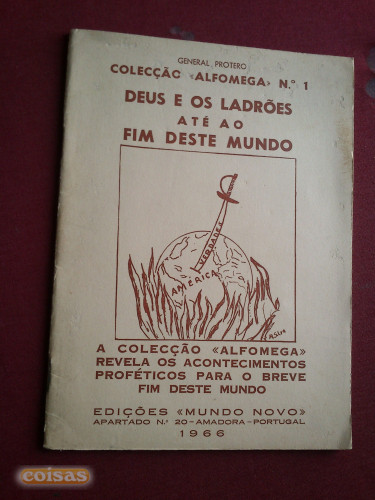 GENERAL PROTERO
COLECÇÃO «ALFOMEGA» N.º 1
DEUS E OS LADRÕES
ATÉ AO
FIM DESTE MUNDO
VERDADE
AMÉRICA
A COLECÇÃO «ALFOMEGA»
REVELA OS ACONTECIMENTOS
PROFÉTICOS PARA O BREVE
FIM DESTE MUNDO
EDIÇÕES «MUNDO NOVO»
APARTADO N.º 20-AMADORA-PORTUGAL
1966
coisas